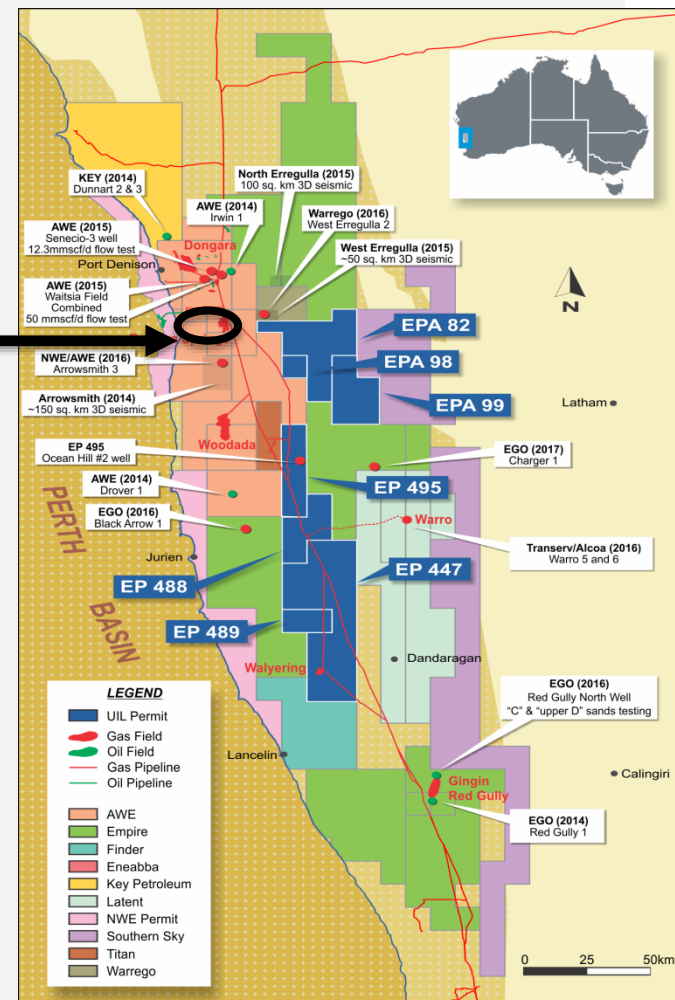 KEY (2014)
Dunnart 2 & 3
North Erregulla (2015)
100 sq. km 3D seismic
AWE (2014)
Irwin 1
Warrego (2016)
West Erregulla 2
AWE (2015)
Senecio-3 well
12.3mmscf/d flow test
Dongara
West Erregulla (2015)
~50 sq. km 3D seismic
Port Denison
AWE (2015)
Waitsia Field
Combined
50 mmscf/d flow test
N
EPA 82
NWE/AWE (2016)
Arrowsmith 3
EPA 98
EPA 99
Arrowsmith (2014)
~150 sq. km 3D seismic
Latham
Woodada
EP 495
Ocean Hill #2 well
EGO (2017)
Charger 1
AWE (2014)
Drover 1
EP 495
EGO (2016)
Black Arrow 1
Warro
Transerv/Alcoa (2016)
Warro 5 and 6
PERTH
BASIN
Jurien
EP 488
EP 447
EP 489
Dandaragan
Walyering
EGO (2016)
Red Gully North Well
"C" & "upper D" sands testing
Lancelin
Calingiri
Gingin
Red Gully
EGO (2014)
Red Gully 1
LEGEND
UIL Permit
Gas Field
Oil Field
Gas Pipeline
Oil Pipeline
AWE
Empire
Finder
Eneabba
Key Petroleum
Latent
NWE Permit
Southern Sky
Titan
Warrego
0 25 50km